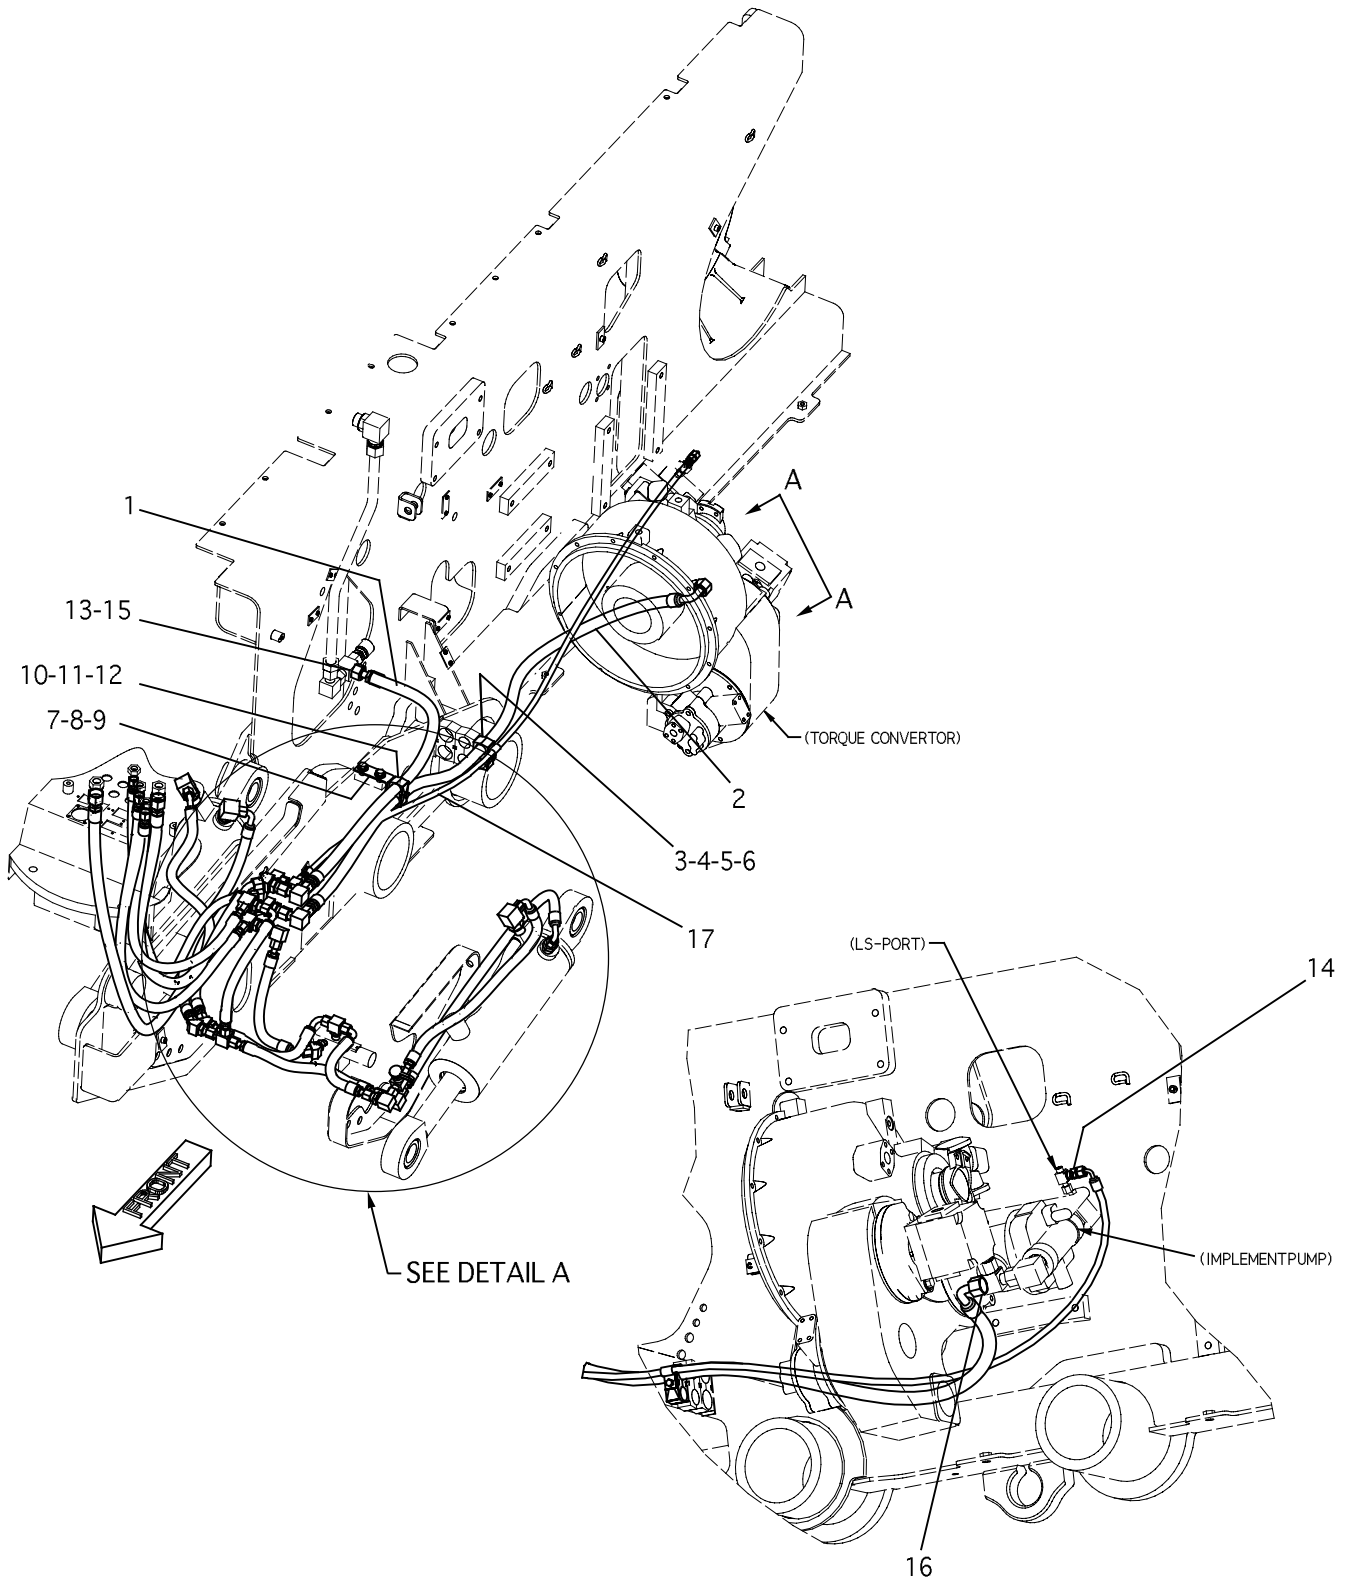 A
1
A
13-15
10-11-12
7-8-9
(TORQUE CONVERTOR)
2
3-4-5-6
17
(LS-PORT)
14
FRONT
SEE DETAIL A
(IMPLEMENTPUMP)
16